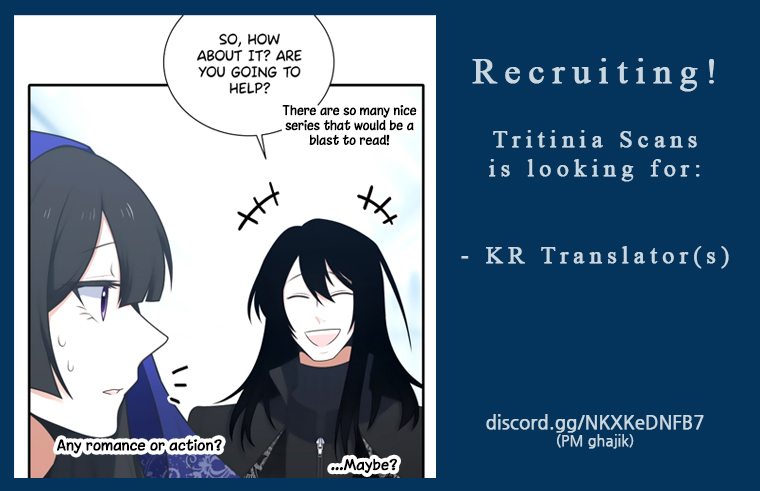 SO, HOW
ABOUT IT? ARE
YOU GOING TO
HELP?
There are so many nice
series that would be a
blast to read!
Any romance or action?
...Maybe?
Recruiting!
Tritinia Scans
is looking for:
- KR Translator(s)
discord.gg/NKXKeDNFB7
(PM ghajik)